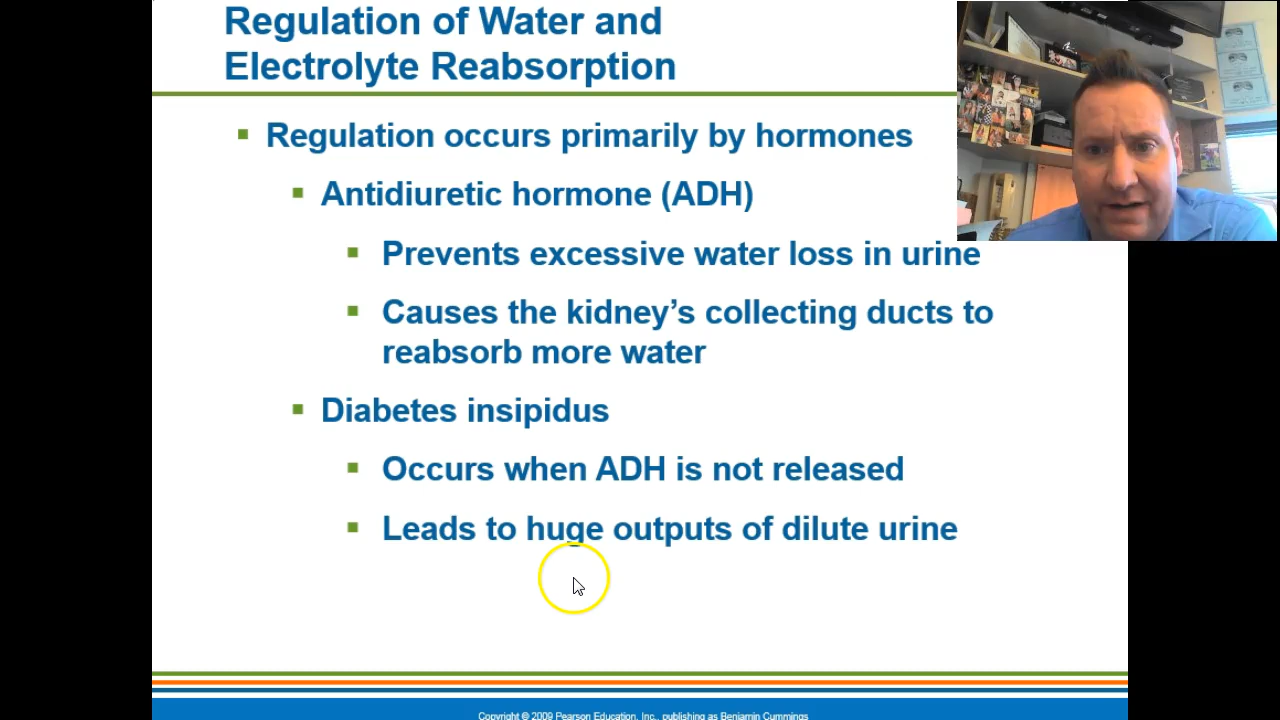 Regulation of Water and
Electrolyte Reabsorption
Regulation occurs primarily by hormones
Antidiuretic hormone (ADH)
Prevents excessive water loss in urine
Causes the kidney’s collecting ducts to
reabsorb more water
Diabetes insipidus
Occurs when ADH is not released
Leads to huge outputs of dilute urine
Copyright © 2009 Pearson Education, Inc., publishing as Benjamin Cummings